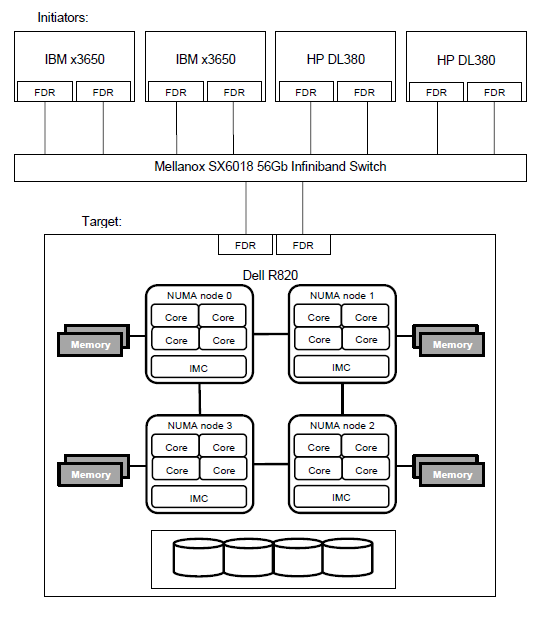 Initiators:
IBM x3650
IBM x3650
HP DL380
HP DL380
FDR
FDR
FDR
FDR
FDR
FDR
FDR
FDR
Mellanox SX6018 56Gb Infiniband Switch
Target:
FDR
FDR
Dell R820
NUMA node 0
Core
Core
Core
Core
IMC
NUMA node 1
Core
Core
Core
Core
IMC
Memory
Memory
NUMA node 3
Core
Core
Core
Core
IMC
NUMA node 2
Core
Core
Core
Core
IMC
Memory
Memory